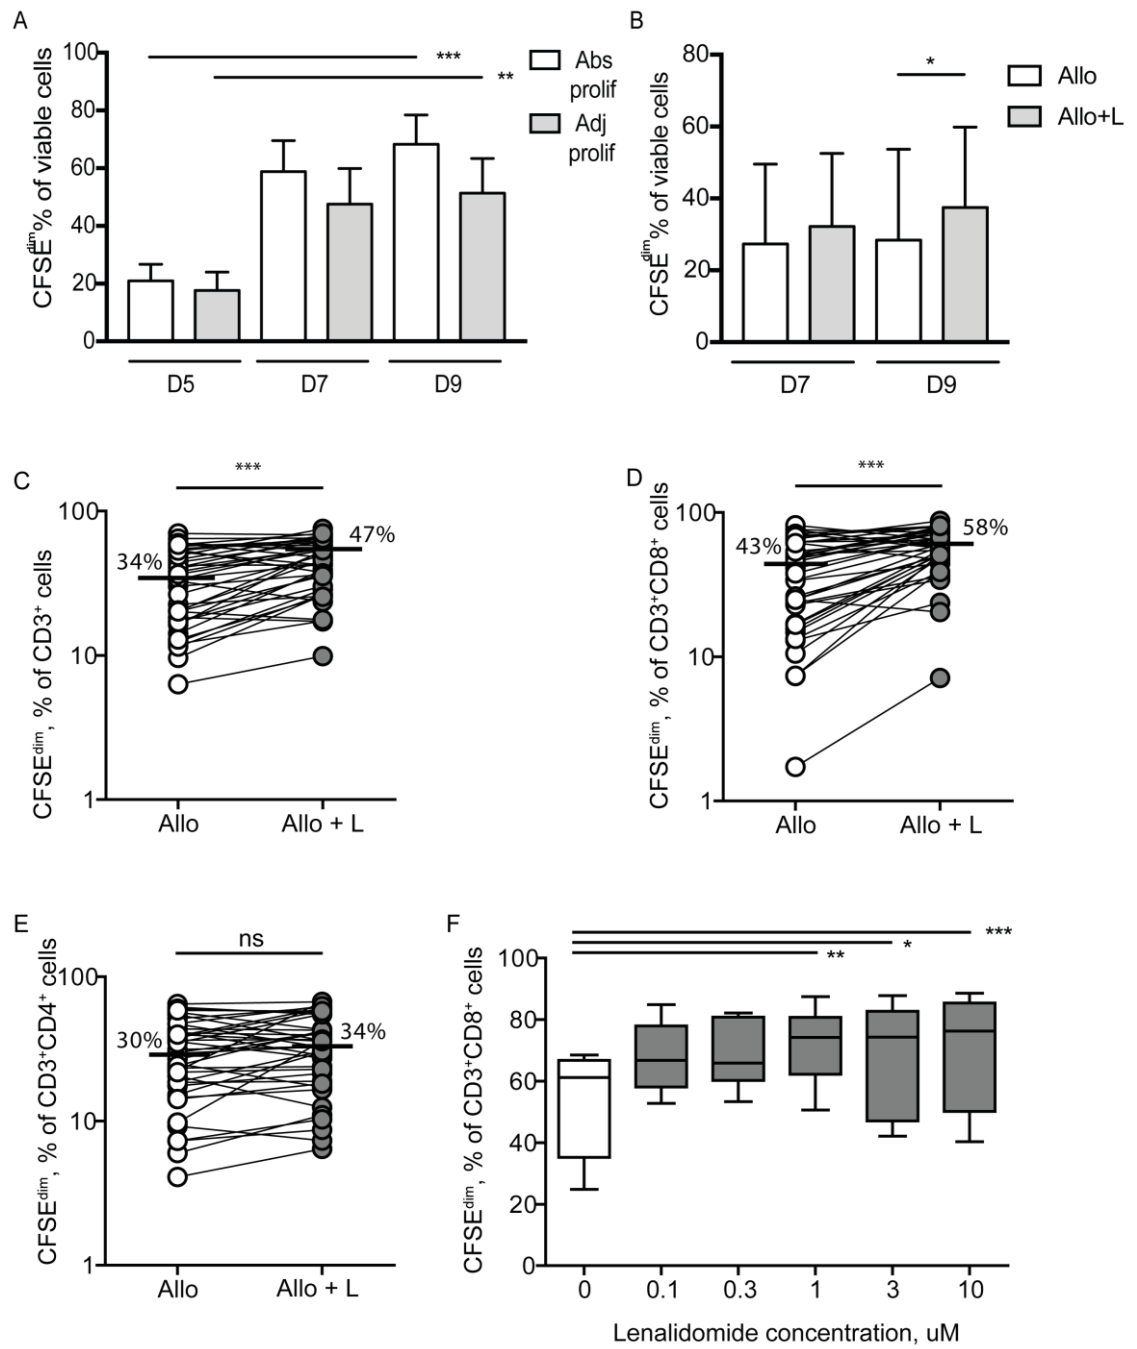 A
CFSEdim % of viable cells
100
80
60
40
20
0
***
**
Abs
prolif
Adj
prolif
D5
D7
D9
B
CFSEdim % of viable cells
80
60
40
20
0
*
Allo
Allo+L
D7
D9
C
CFSEdim, % of CD3+ cells
100
10
1
***
34%
47%
Allo
Allo + L
D
CFSEdim, % of CD3+CD8+ cells
100
10
1
***
43%
58%
Allo
Allo + L
E
CFSEdim, % of CD3+CD4+ cells
100
10
1
ns
30%
34%
Allo
Allo + L
F
CFSEdim, % of CD3+CD8+ cells
100
80
60
40
20
0
***
*
**
0
0.1
0.3
1
3
10
Lenalidomide concentration, uM